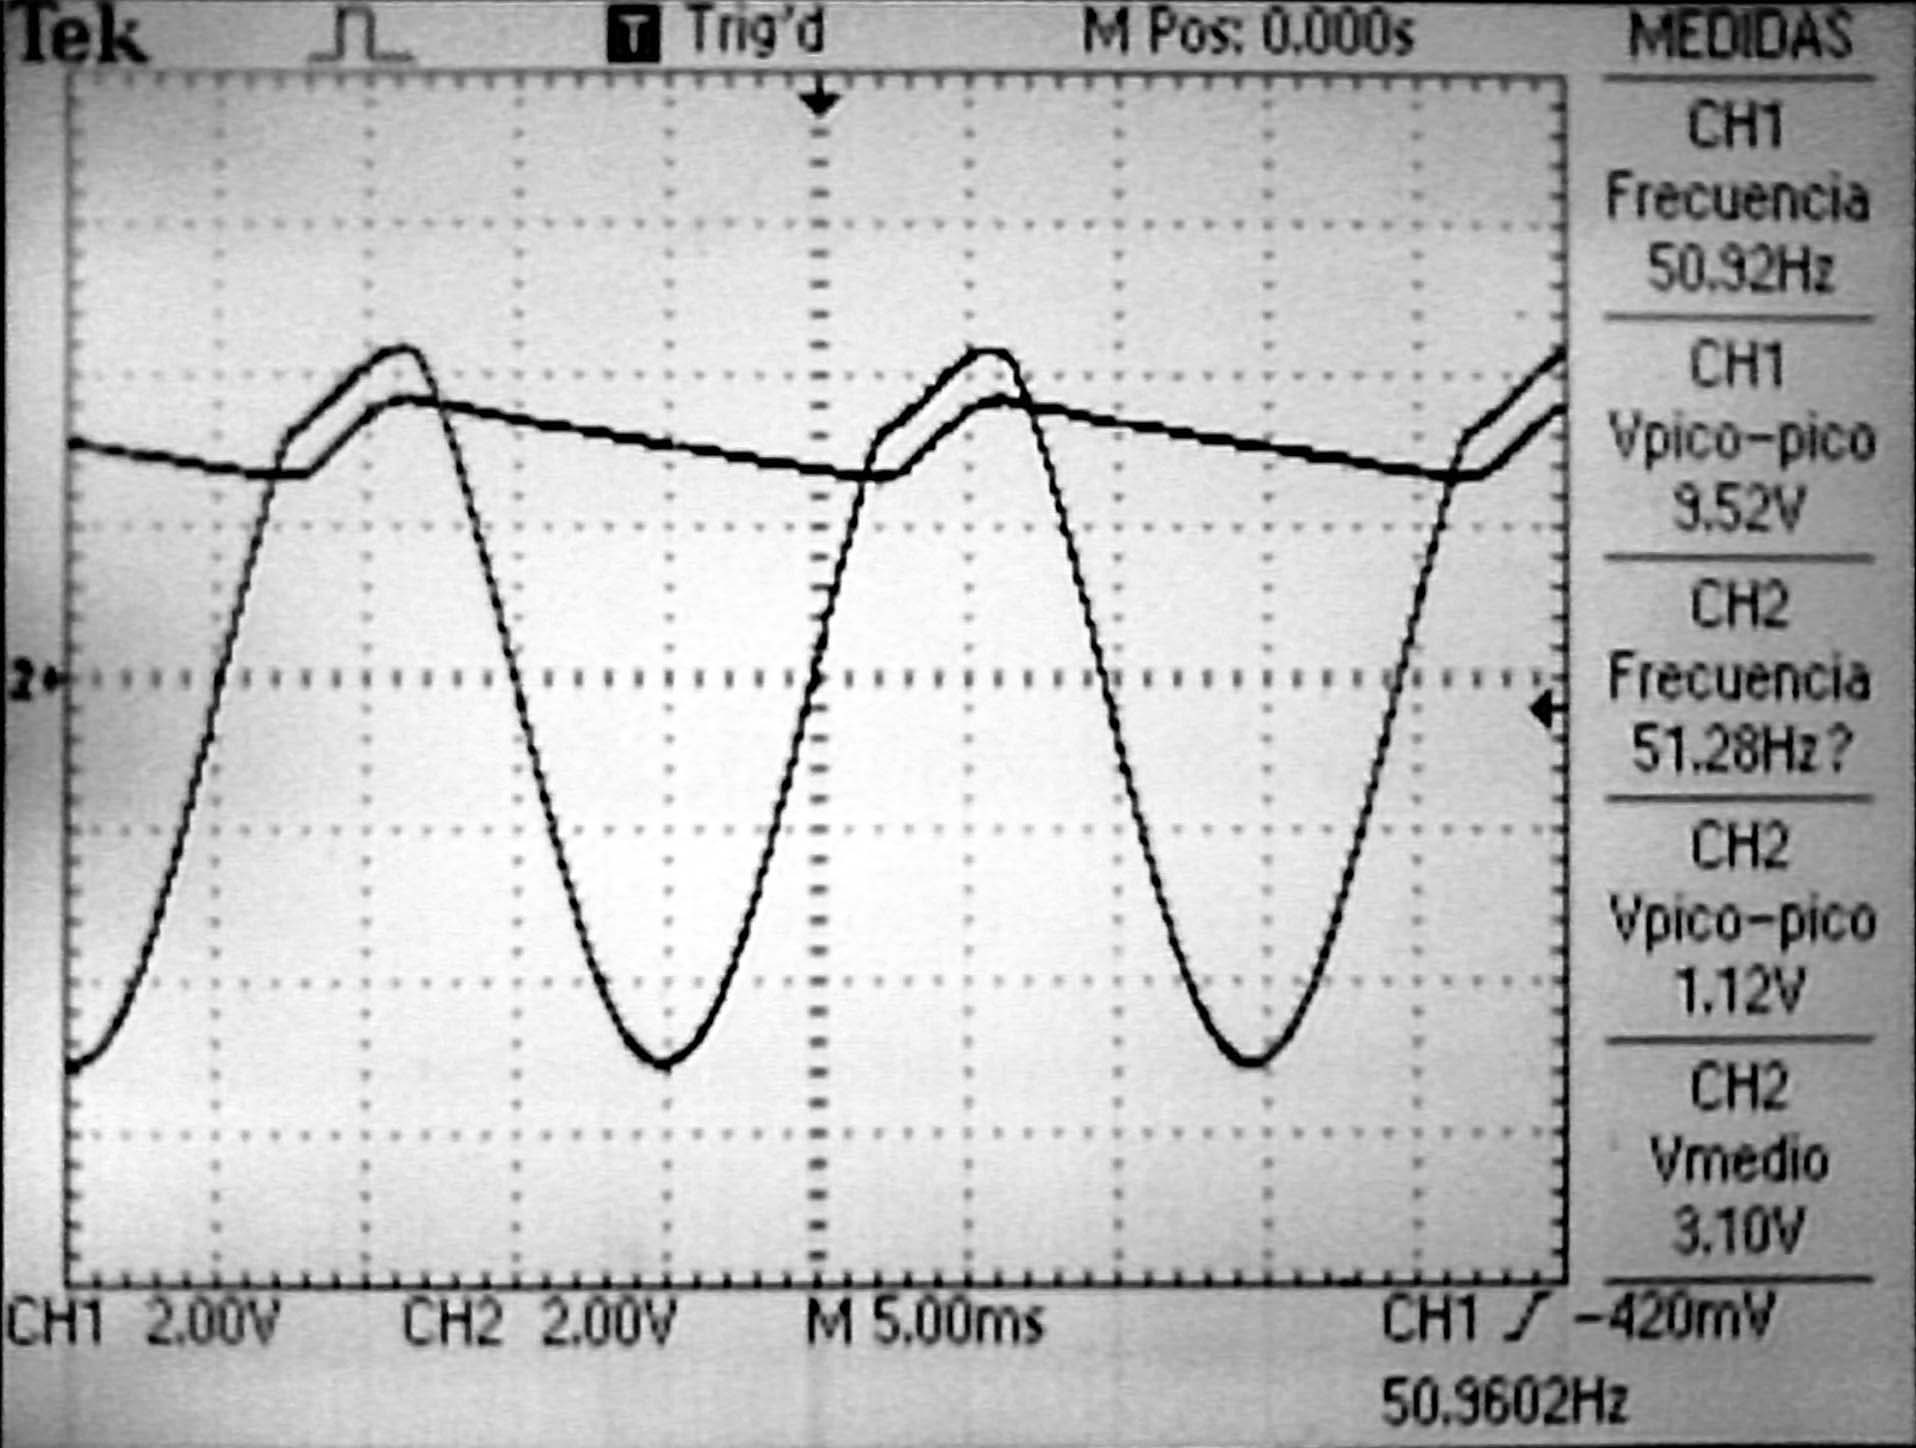 Tek T Trig'd M Pos: 0.000s MEDIDAS
CH1
Frecuencia
50.92Hz
CH1
Vpico-pico
9.52V
2
CH2
Frecuencia
51.28Hz?
CH2
Vpico-pico
1.12V
CH2
Vmedio
3.10V
CH1 2.00V CH2 2.00V M 5.00ms CH1 -420mV
50.9602Hz